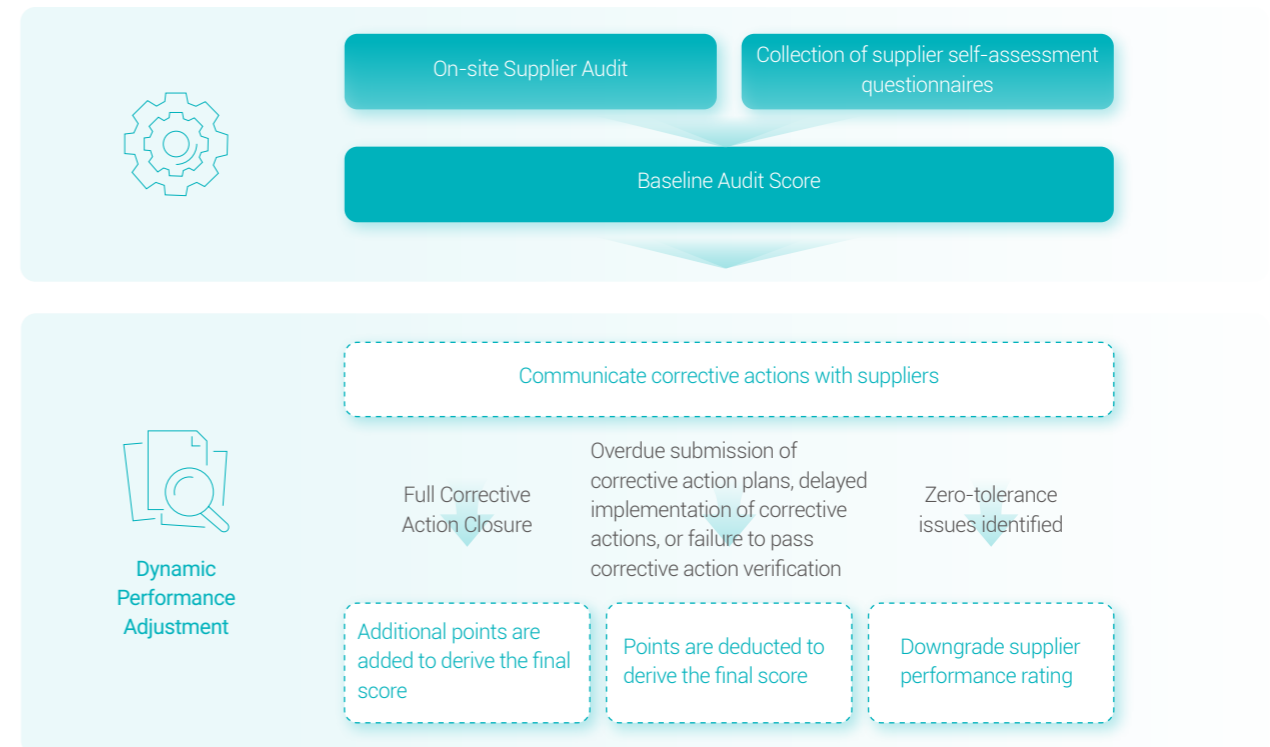 On-site Supplier Audit
Collection of supplier self-assessment
questionnaires
Baseline Audit Score
Communicate corrective actions with suppliers
Dynamic
Performance
Adjustment
Full Corrective
Action Closure
Overdue submission of
corrective action plans, delayed
implementation of corrective
actions, or failure to pass
corrective action verification
Zero-tolerance
issues identified
Additional points are
added to derive the final
score
Points are deducted to
derive the final score
Downgrade supplier
performance rating